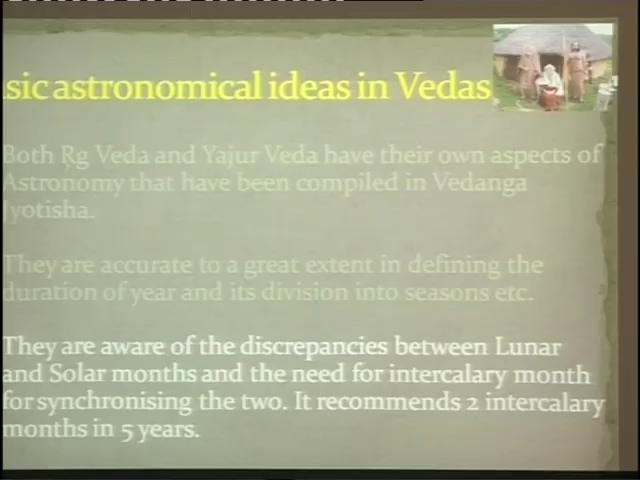 sic astronomical ideas in Vedas
Both Ṛg Veda and Yajur Veda have their own aspects of
Astronomy that have been compiled in Vedanga
Jyotisha.
They are accurate to a great extent in defining the
duration of year and its division into seasons etc.
They are aware of the discrepancies between Lunar
and Solar months and the need for intercalary month
for synchronising the two. It recommends 2 intercalary
months in 5 years.